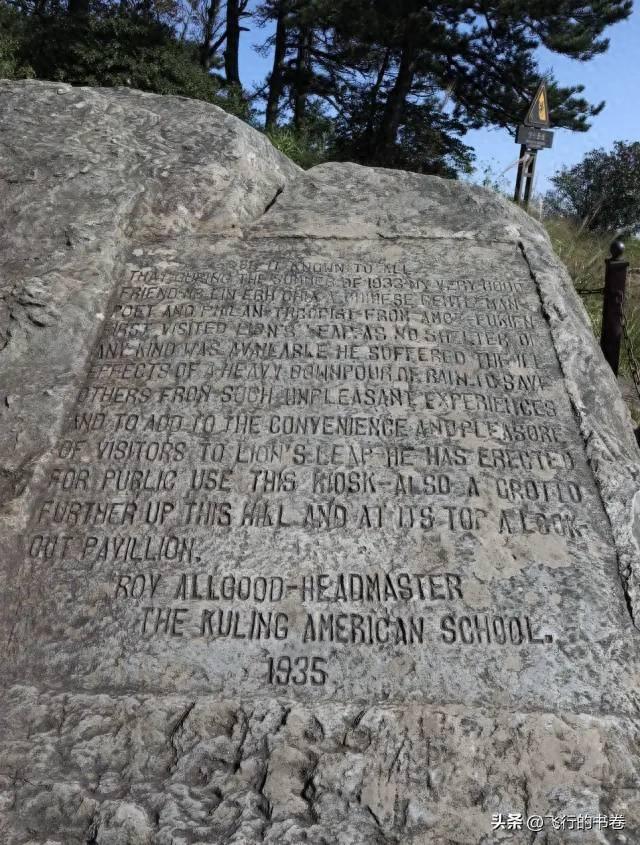 BE IT KNOWN TO ALL
THAT DURING THE SUMMER OF 1933 MY VERY GOOD
FRIEND MR LIN ERH CHIA A CHINESE GENTLEMAN
POET AND PHILANTHROPIST FROM AMOY FUKIEN
FIRST VISITED LION'S LEAP. AS NO SHELTER OF
ANY KIND WAS AVAILABLE HE SUFFERED THE ILL
EFFECTS OF A HEAVY DOWNPOUR OF RAIN. TO SAVE
OTHERS FROM SUCH UNPLEASANT EXPERIENCES
AND TO ADD TO THE CONVENIENCE AND PLEASURE
OF VISITORS TO LION'S LEAP HE HAS ERECTED
FOR PUBLIC USE THIS KIOSK-ALSO A GROTTO
FURTHER UP THIS HILL AND AT ITS TOP A LOOK-
OUT PAVILLION.
ROY ALLGOOD-HEADMASTER
THE KULING AMERICAN SCHOOL.
1935
头条@飞行的书卷